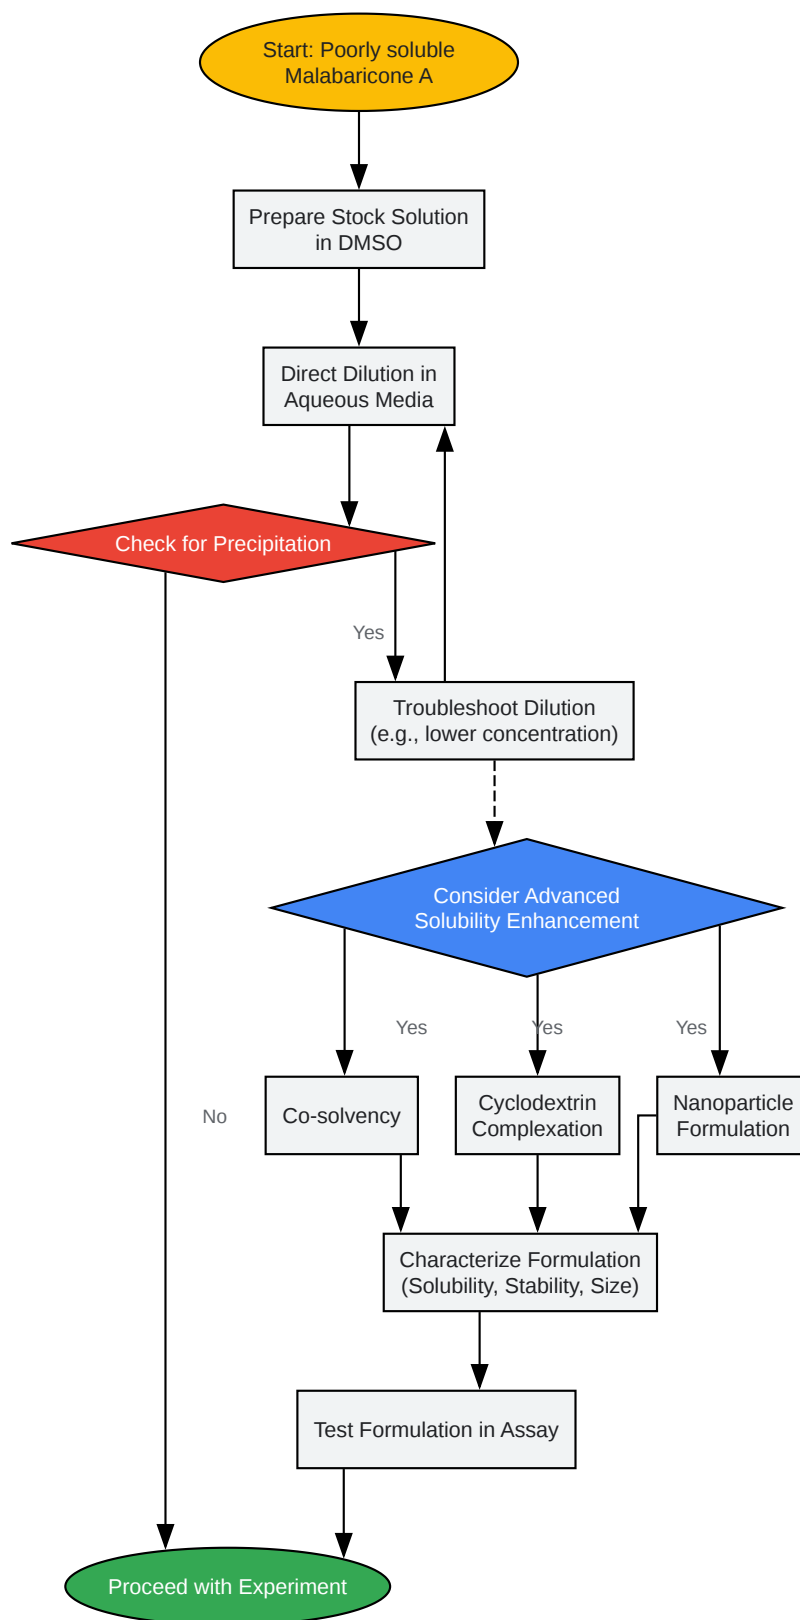 Start: Poorly soluble
Malabaricone A
Prepare Stock Solution
in DMSO
Direct Dilution in
Aqueous Media
Check for Precipitation
Yes
Troubleshoot Dilution
(e.g., lower concentration)
Consider Advanced
Solubility Enhancement
Yes
Yes
Yes
No
Co-solvency
Cyclodextrin
Complexation
Nanoparticle
Formulation
Characterize Formulation
(Solubility, Stability, Size)
Test Formulation in Assay
Proceed with Experiment